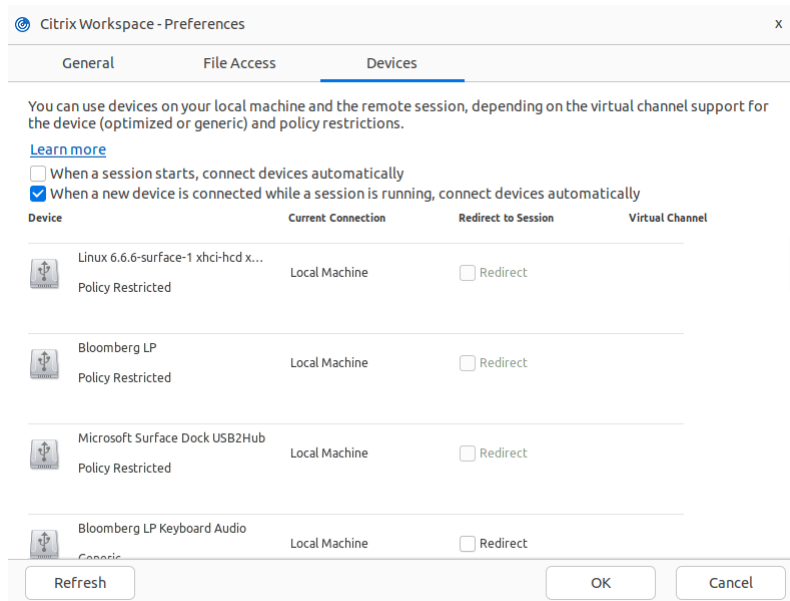 Citrix Workspace - Preferences x
General File Access Devices
You can use devices on your local machine and the remote session, depending on the virtual channel support for
the device (optimized or generic) and policy restrictions.
Learn more
When a session starts, connect devices automatically
When a new device is connected while a session is running, connect devices automatically
Device Current Connection Redirect to Session Virtual Channel
Linux 6.6.6-surface-1 xhci-hcd x...
Local Machine Redirect
Policy Restricted
Bloomberg LP
Local Machine Redirect
Policy Restricted
Microsoft Surface Dock USB2Hub
Local Machine Redirect
Policy Restricted
Bloomberg LP Keyboard Audio
Local Machine Redirect
Generic
Refresh OK Cancel